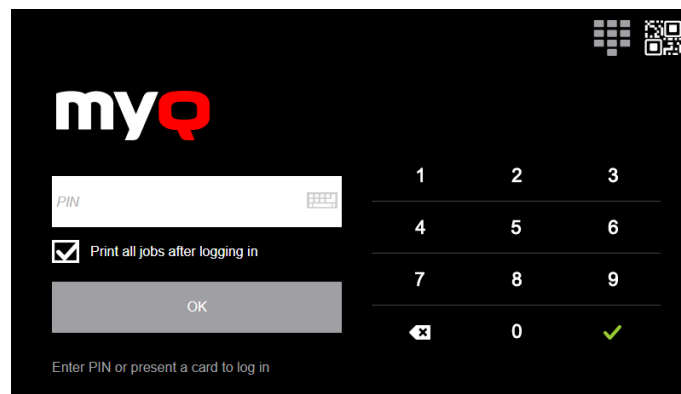 myQ
PIN
Print all jobs after logging in
OK
Enter PIN or present a card to log in
1 2 3
4 5 6
7 8 9
0